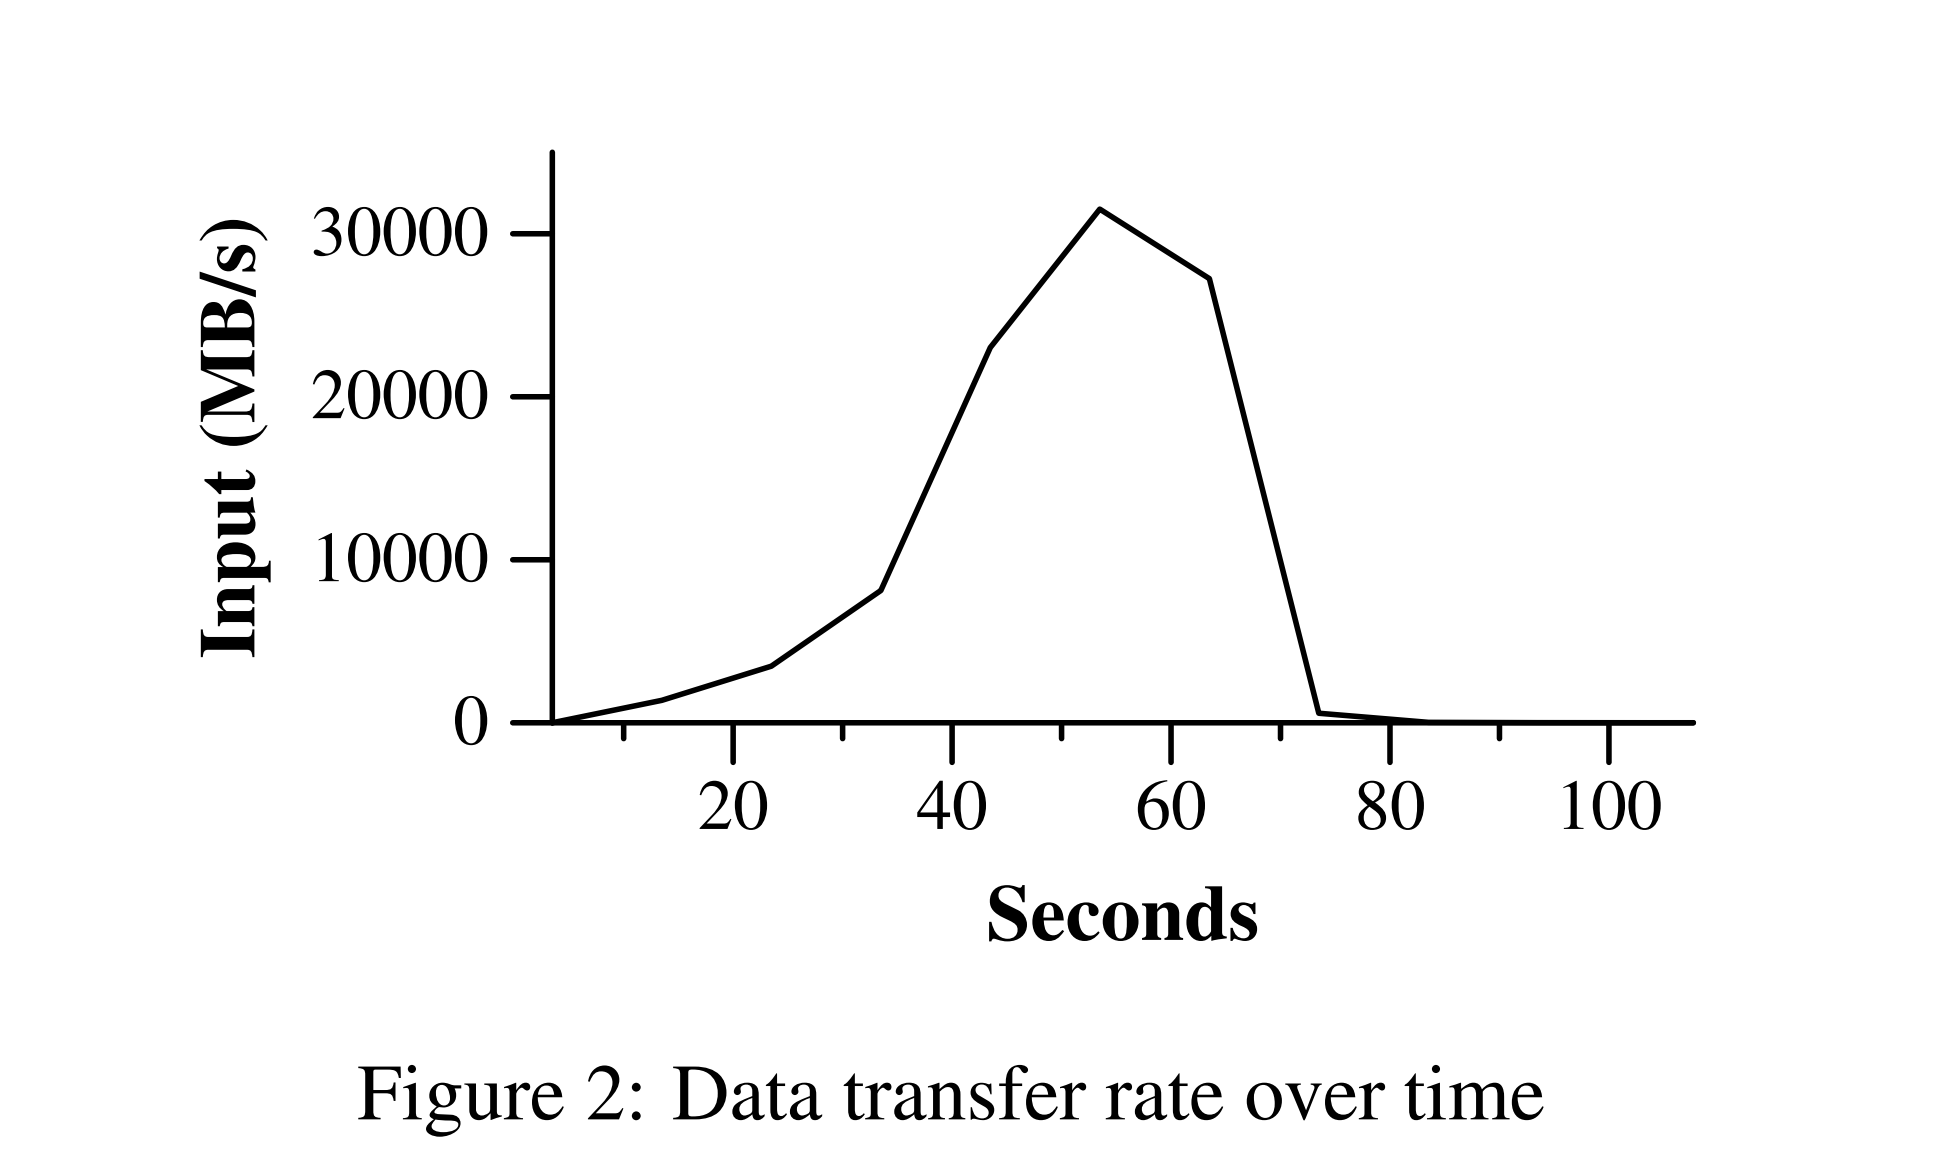 Input (MB/s)
30000
20000
10000
0
20 40 60 80 100
Seconds
Figure 2: Data transfer rate over time